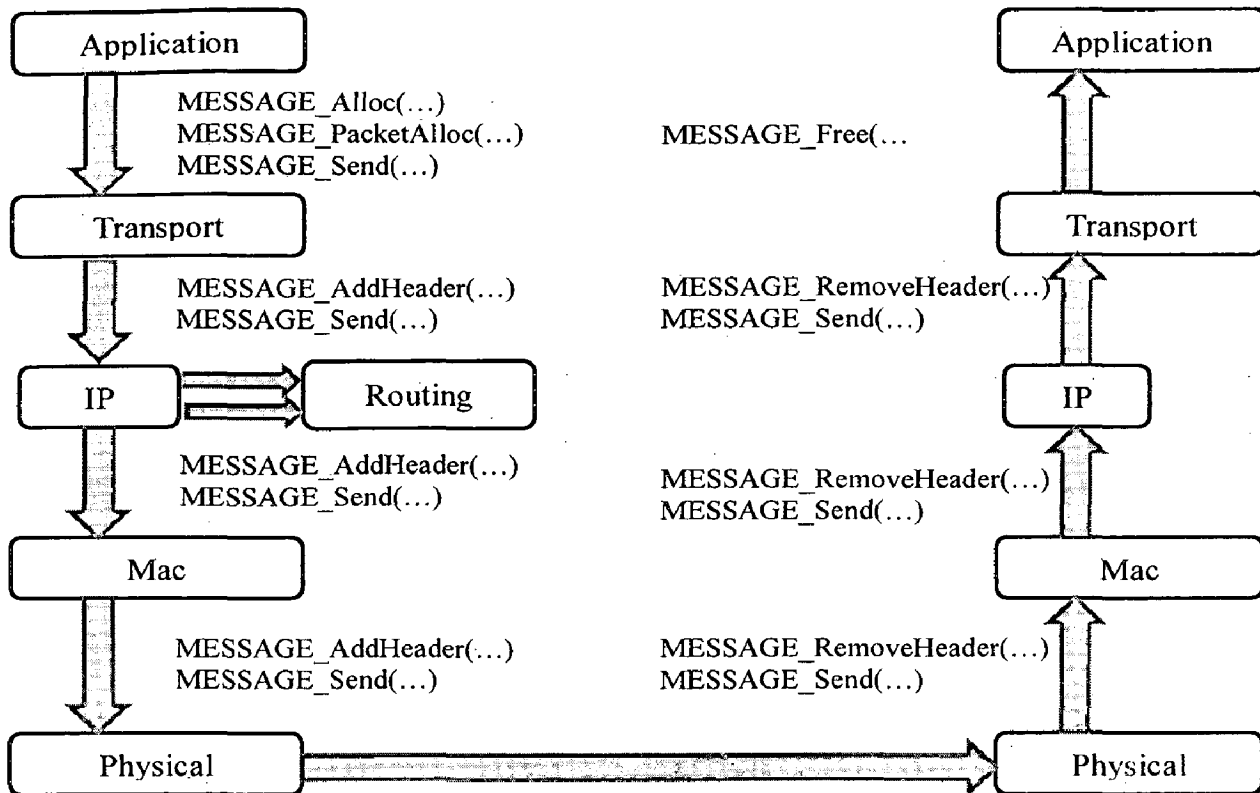 Application
Application
MESSAGE_Alloc(...)
MESSAGE_PacketAlloc(...)
MESSAGE_Send(...)
MESSAGE_Free(...
Transport
Transport
MESSAGE_AddHeader(...)
MESSAGE_Send(...)
MESSAGE_RemoveHeader(...)
MESSAGE_Send(...)
IP
Routing
IP
MESSAGE_AddHeader(...)
MESSAGE_Send(...)
MESSAGE_RemoveHeader(...)
MESSAGE_Send(...)
Mac
Mac
MESSAGE_AddHeader(...)
MESSAGE_Send(...)
MESSAGE_RemoveHeader(...)
MESSAGE_Send(...)
Physical
Physical